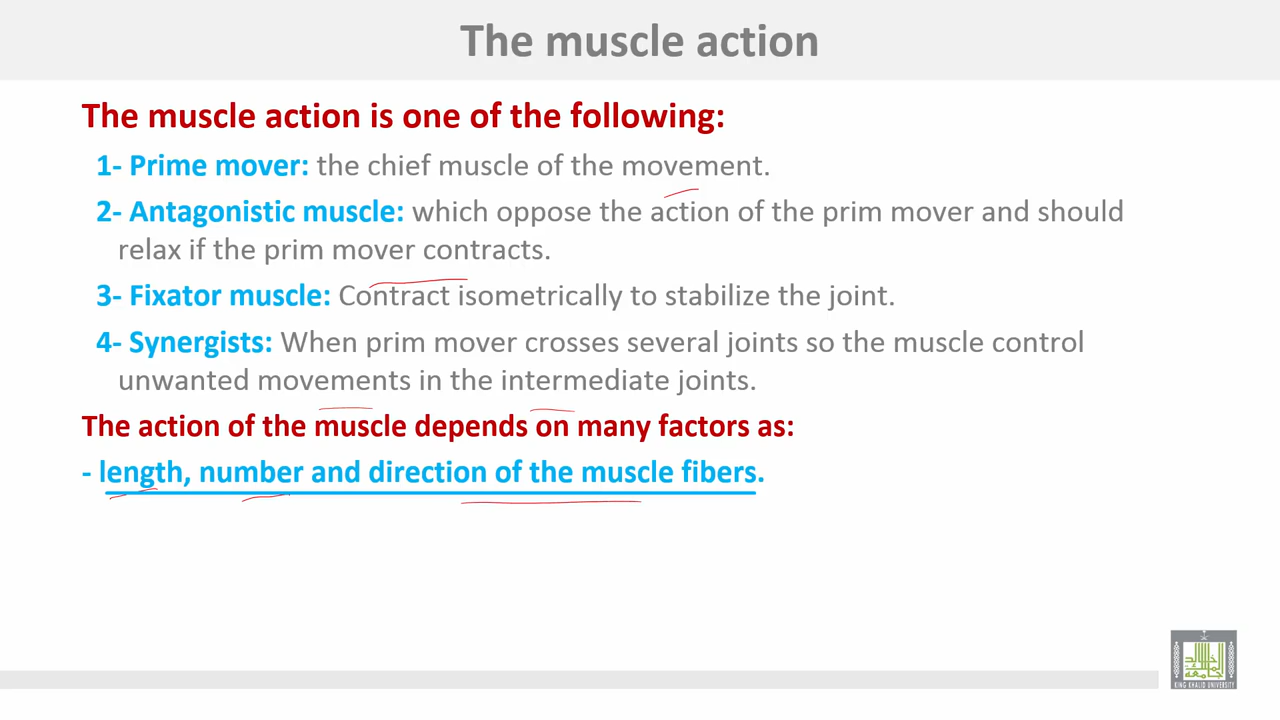 The muscle action
The muscle action is one of the following:
1- Prime mover: the chief muscle of the movement.
2- Antagonistic muscle: which oppose the action of the prim mover and should
relax if the prim mover contracts.
3- Fixator muscle: Contract isometrically to stabilize the joint.
4- Synergists: When prim mover crosses several joints so the muscle control
unwanted movements in the intermediate joints.
The action of the muscle depends on many factors as:
- length, number and direction of the muscle fibers.
KING KHALID UNIVERSITY